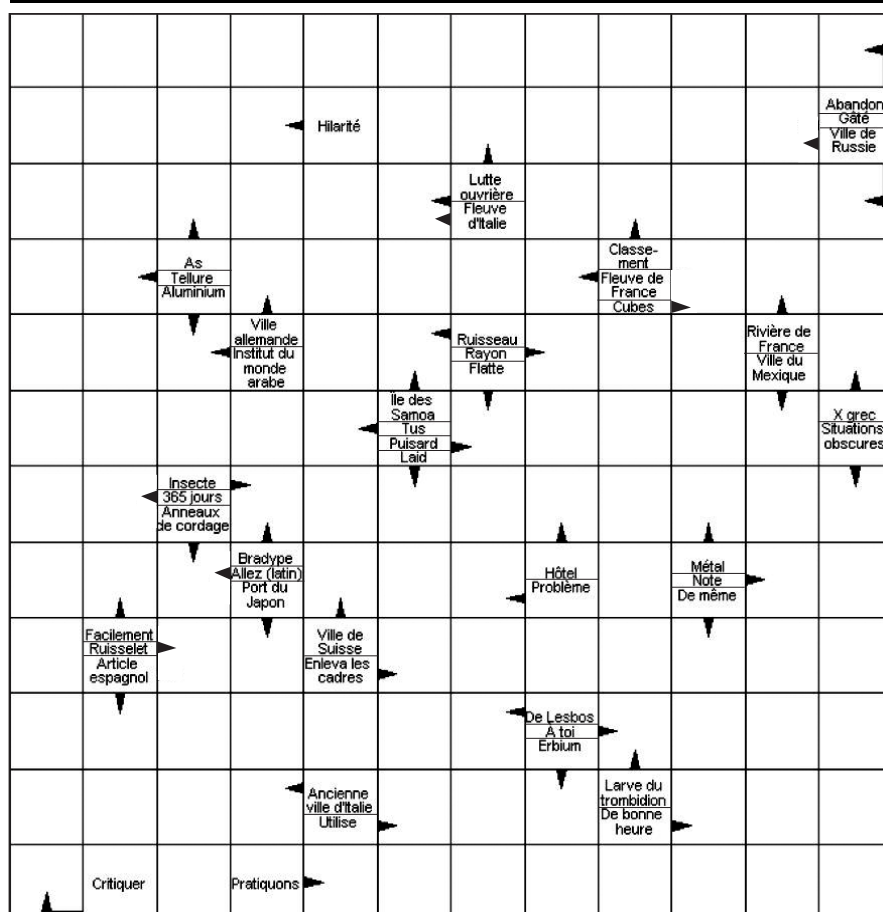 Hilarité
Abandon
Gâté
Ville de
Russie
Lutte
ouvrière
Fleuve
d'Italie
As
Tellure
Aluminium
Classe-
ment
Fleuve de
France
Cubes
Ville
allemande
Institut du
monde
arabe
Ruisseau
Rayon
Flatte
Rivière de
France
Ville du
Mexique
Île des
Samoa
Tus
Puisard
Laid
X grec
Situations
obscures
Insecte
365 jours
Anneaux
de cordage
Bradype
Allez (latin)
Port du
Japon
Hôtel
Problème
Métal
Note
De même
Facilement
Ruisselet
Article
espagnol
Ville de
Suisse
Enleva les
cadres
De Lesbos
À toi
Erbium
Ancienne
ville d'Italie
Utilise
Larve du
trombidion
De bonne
heure
Critiquer
Pratiquons